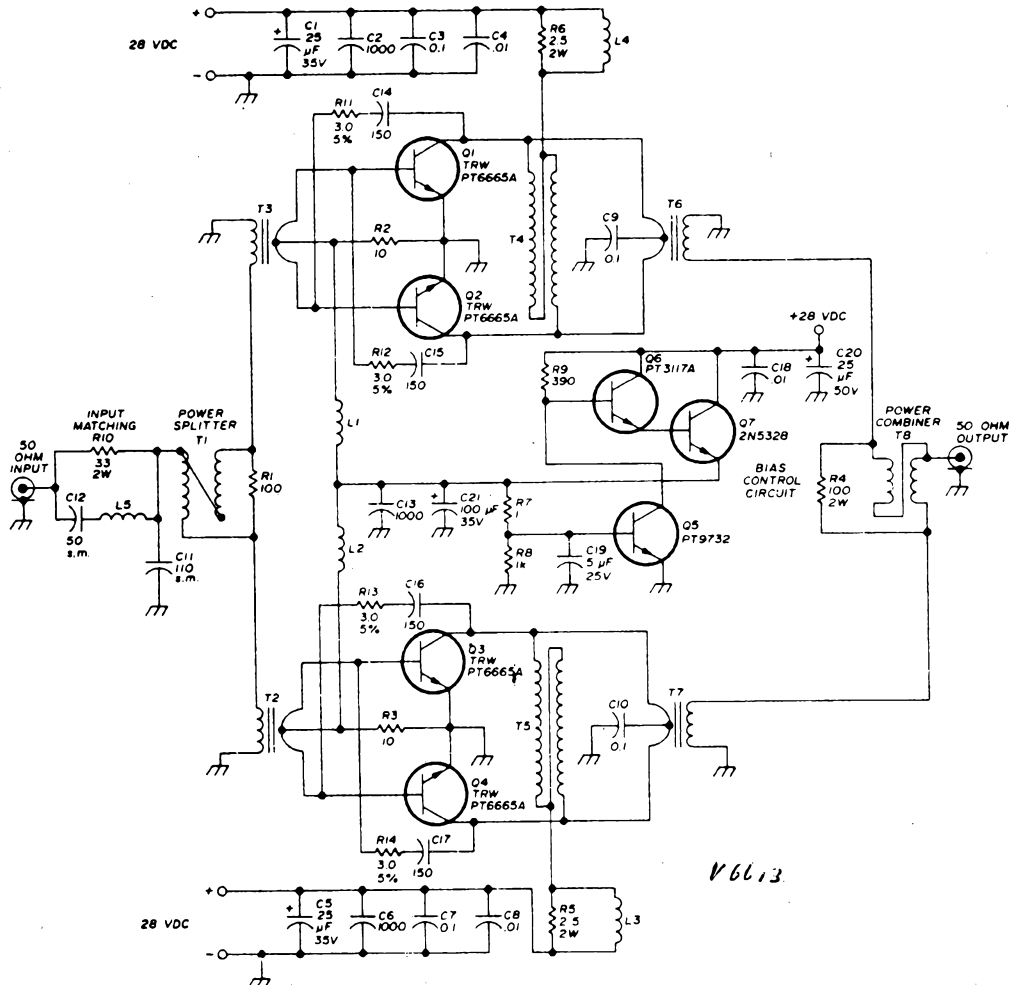 +
28 VDC
-
C1
25
µF
35V
C2
1000
C3
0.1
C4
.01
R6
2.5
2W
L4
R11
3.0
5%
C14
150
Q1
TRW
PT6665A
T3
R2
10
T4
C9
0.1
T6
Q2
TRW
PT6665A
R12
3.0
5%
C15
150
+28 VDC
R9
390
Q6
PT3117A
C18
.01
C20
+
25
µF
50V
Q7
2N5328
L1
INPUT
MATCHING
R10
33
2W
POWER
SPLITTER
T1
50
OHM
INPUT
C12
50
s.m.
L5
R1
100
C11
110
s.m.
C13
1000
+
C21
100 µF
35V
R7
1
R8
1k
C19
5 µF
25V
Q5
PT9732
BIAS
CONTROL
CIRCUIT
R4
100
2W
POWER
COMBINER
T8
50 OHM
OUTPUT
L2
R13
3.0
5%
C16
150
Q3
TRW
PT6665A
T2
R3
10
T5
C10
0.1
T7
Q4
TRW
PT6665A
R14
3.0
5%
C17
150
+
28 VDC
-
+
C5
25
µF
35V
C6
1000
C7
0.1
C8
.01
R5
2.5
2W
L3